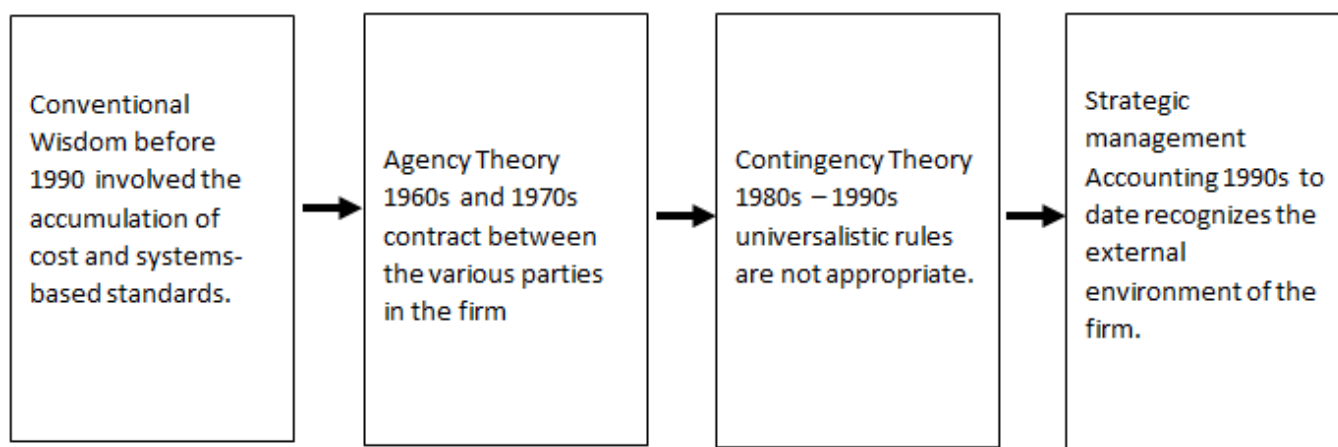 Conventional
Wisdom before
1990 involved the
accumulation of
cost and systems-
based standards.
Agency Theory
1960s and 1970s
contract between
the various parties
in the firm
Contingency Theory
1980s – 1990s
universalistic rules
are not appropriate.
Strategic
management
Accounting 1990s to
date recognizes the
external
environment of the
firm.